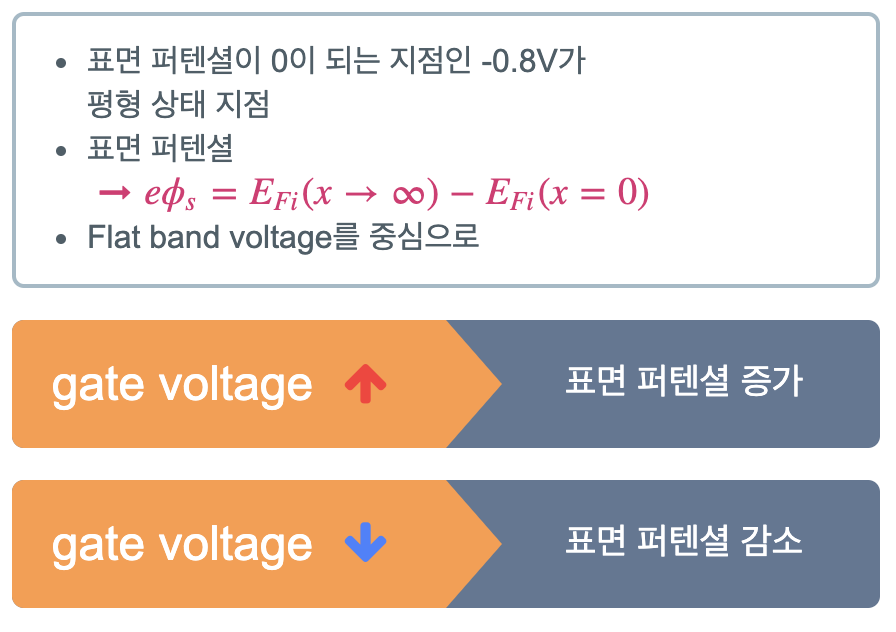 • 표면 퍼텐셜이 0이 되는 지점인 -0.8V가
평형 상태 지점
• 표면 퍼텐셜
→ eϕₛ = E_{Fi}(x → ∞) − E_{Fi}(x = 0)
• Flat band voltage를 중심으로
gate voltage ↑ 표면 퍼텐셜 증가
gate voltage ↓ 표면 퍼텐셜 감소